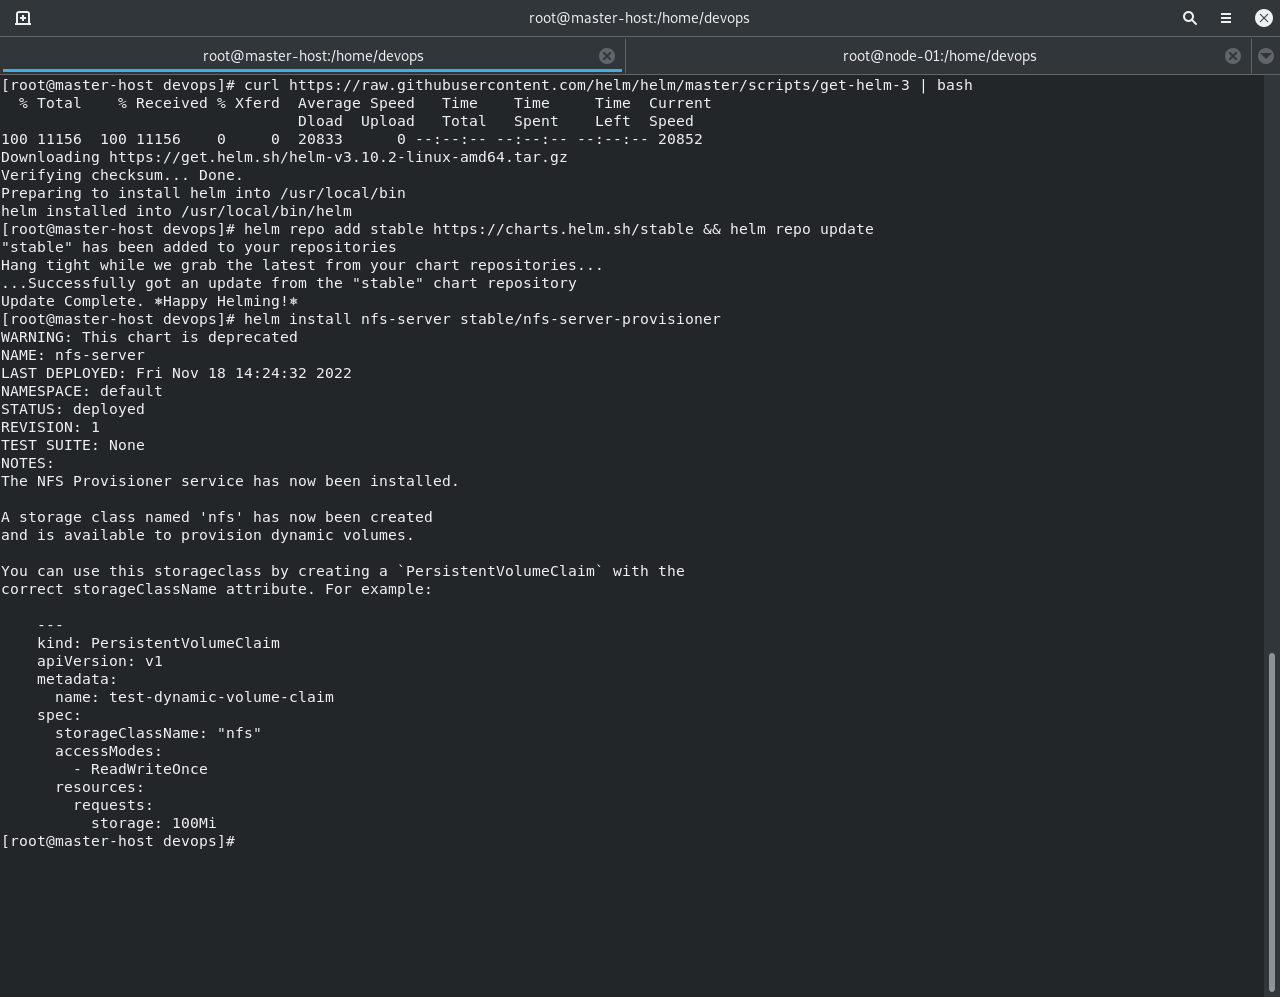 root@master-host:/home/devops
root@master-host:/home/devops
root@node-01:/home/devops
[root@master-host devops]# curl https://raw.githubusercontent.com/helm/helm/master/scripts/get-helm-3 | bash
  % Total    % Received % Xferd  Average Speed   Time    Time     Time  Current
                                 Dload  Upload   Total   Spent    Left  Speed
100 11156  100 11156    0     0  20833      0 --:--:-- --:--:-- --:--:-- 20852
Downloading https://get.helm.sh/helm-v3.10.2-linux-amd64.tar.gz
Verifying checksum... Done.
Preparing to install helm into /usr/local/bin
helm installed into /usr/local/bin/helm
[root@master-host devops]# helm repo add stable https://charts.helm.sh/stable && helm repo update
"stable" has been added to your repositories
Hang tight while we grab the latest from your chart repositories...
...Successfully got an update from the "stable" chart repository
Update Complete. ⎈Happy Helming!⎈
[root@master-host devops]# helm install nfs-server stable/nfs-server-provisioner
WARNING: This chart is deprecated
NAME: nfs-server
LAST DEPLOYED: Fri Nov 18 14:24:32 2022
NAMESPACE: default
STATUS: deployed
REVISION: 1
TEST SUITE: None
NOTES:
The NFS Provisioner service has now been installed.

A storage class named 'nfs' has now been created
and is available to provision dynamic volumes.

You can use this storageclass by creating a `PersistentVolumeClaim` with the
correct storageClassName attribute. For example:

    ---
    kind: PersistentVolumeClaim
    apiVersion: v1
    metadata:
      name: test-dynamic-volume-claim
    spec:
      storageClassName: "nfs"
      accessModes:
        - ReadWriteOnce
      resources:
        requests:
          storage: 100Mi
[root@master-host devops]#